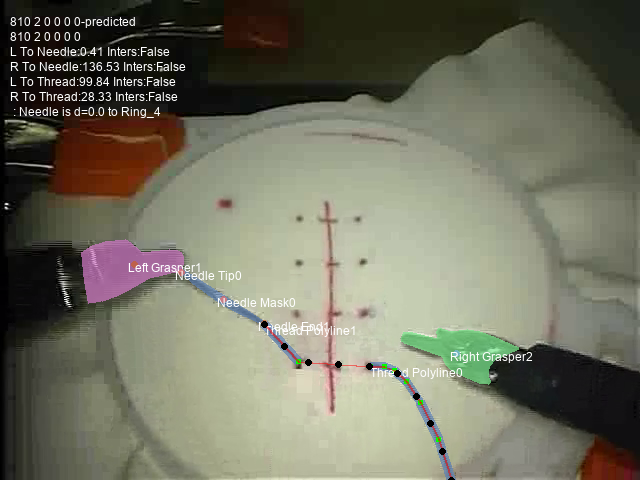 810 2 0 0 0 0-predicted
810 2 0 0 0 0
L To Needle:0.41 Inters:False
R To Needle:136.53 Inters:False
L To Thread:99.84 Inters:False
R To Thread:28.33 Inters:False
: Needle is d=0.0 to Ring_4
Left Grasper1
Needle Tip0
Needle Mask0
Needle End1
Thread Polyline1
Right Grasper2
Thread Polyline0